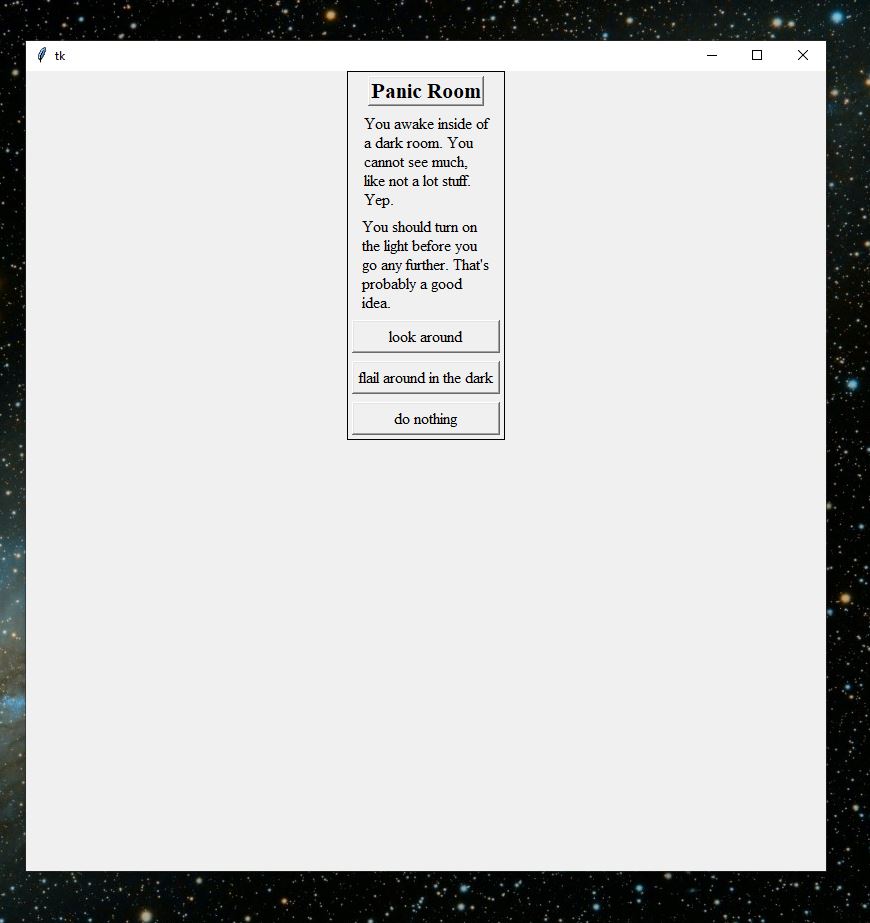 tk
Panic Room
You awake inside of
a dark room. You
cannot see much,
like not a lot stuff.
Yep.
You should turn on
the light before you
go any further. That's
probably a good
idea.
look around
flail around in the dark
do nothing